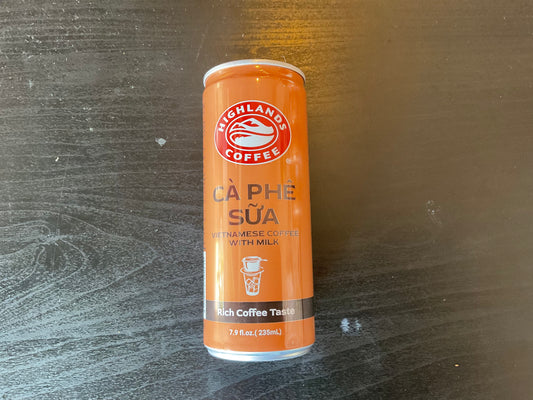 HIGHLANDS
COFFEE
CÀ PHÊ
SỮA
VIETNAMESE COFFEE
WITH MILK
Rich Coffee Taste
7.9 fl.oz.( 235mL)